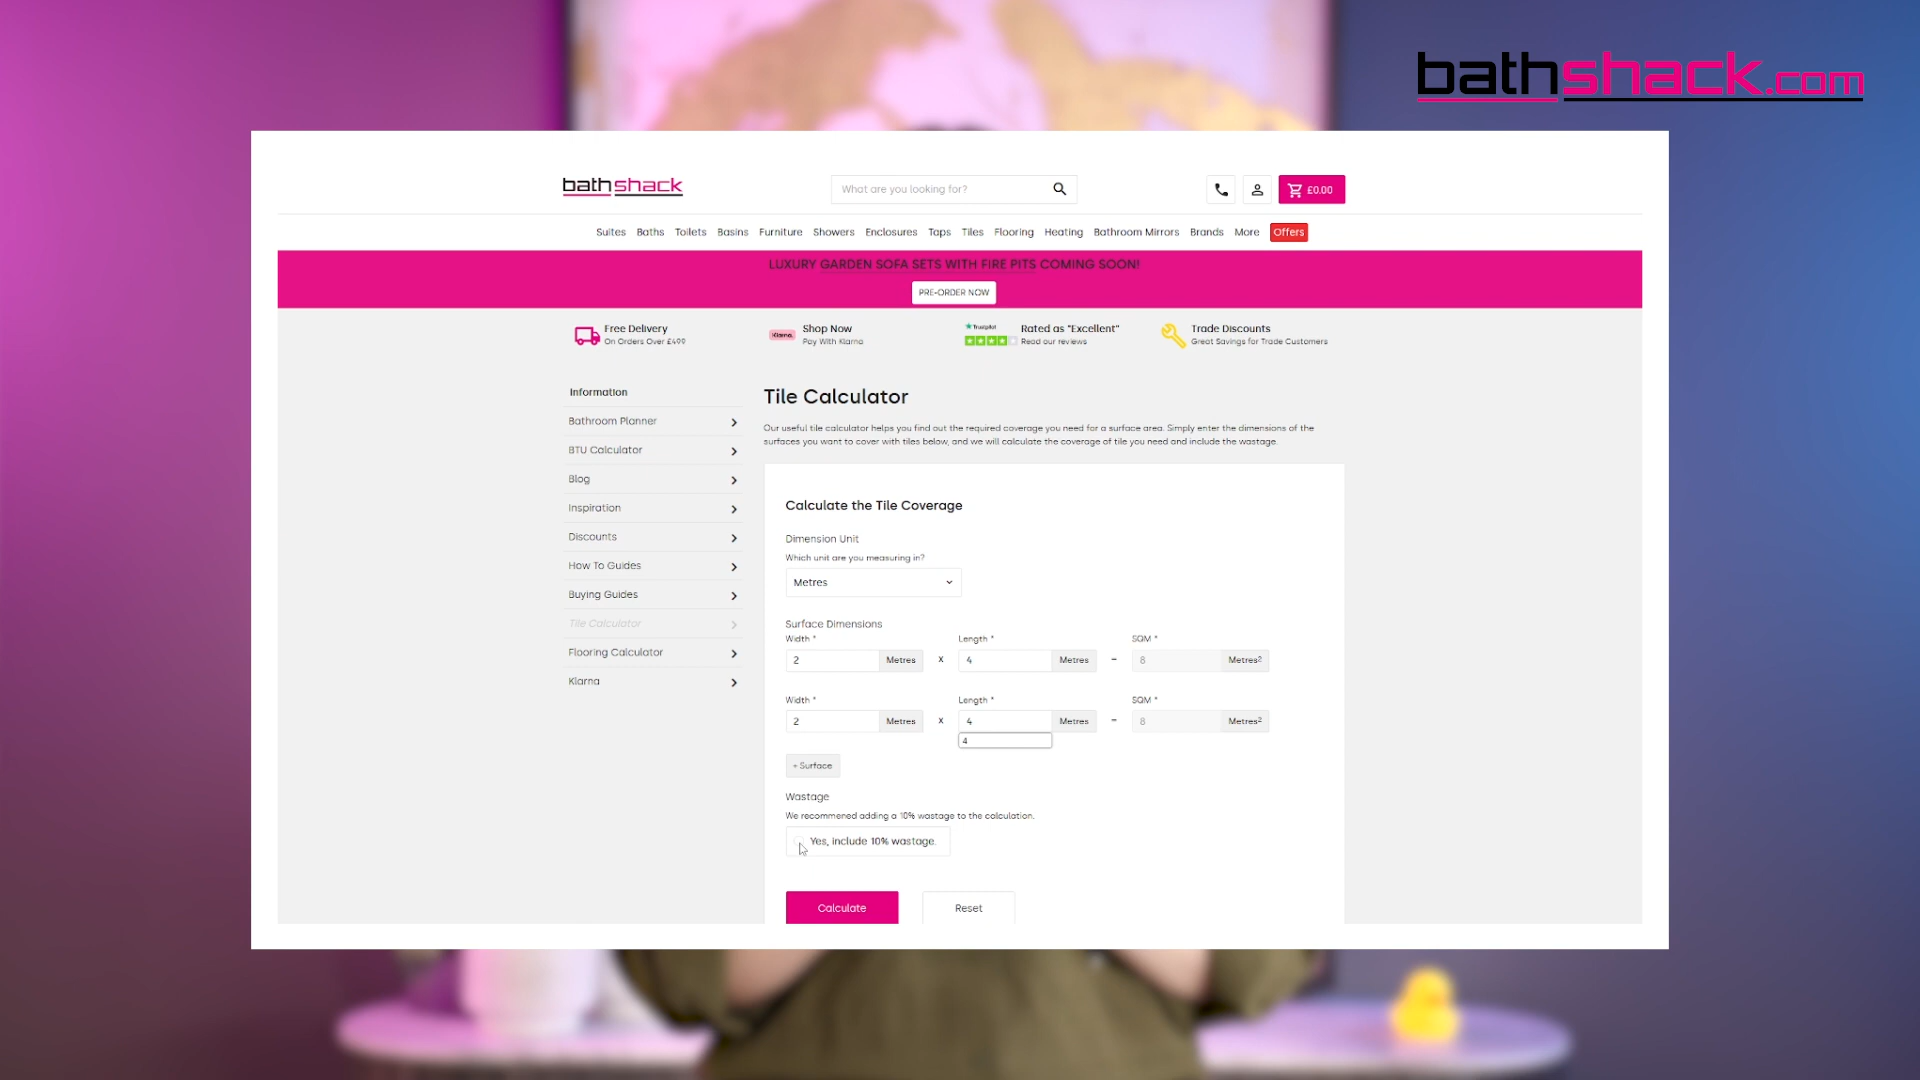 bathshack.com
bathshack
What are you looking for?
£0.00
Suites Baths Toilets Basins Furniture Showers Enclosures Taps Tiles Flooring Heating Bathroom Mirrors Brands More Offers
LUXURY GARDEN SOFA SETS WITH FIRE PITS COMING SOON!
PRE-ORDER NOW
Free Delivery
On Orders Over £499
Klarna.
Shop Now
Pay With Klarna
Trustpilot
Rated as "Excellent"
Read our reviews
Trade Discounts
Great Savings for Trade Customers
Information
Bathroom Planner
BTU Calculator
Blog
Inspiration
Discounts
How To Guides
Buying Guides
Tile Calculator
Flooring Calculator
Klarna
Tile Calculator
Our useful tile calculator helps you find out the required coverage you need for a surface area. Simply enter the dimensions of the
surfaces you want to cover with tiles below, and we will calculate the coverage of tile you need and include the wastage.
Calculate the Tile Coverage
Dimension Unit
Which unit are you measuring in?
Metres
Surface Dimensions
Width * Length * SQM *
2 Metres x 4 Metres = 8 Metres²
Width * Length * SQM *
2 Metres x 4 Metres = 8 Metres²
4
+ Surface
Wastage
We recommened adding a 10% wastage to the calculation.
Yes, include 10% wastage.
Calculate Reset